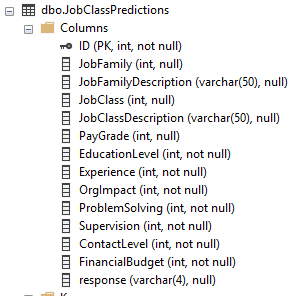 dbo.JobClassPredictions
Columns
ID (PK, int, not null)
JobFamily (int, null)
JobFamilyDescription (varchar(50), null)
JobClass (int, null)
JobClassDescription (varchar(50), null)
PayGrade (int, null)
EducationLevel (int, not null)
Experience (int, not null)
OrgImpact (int, not null)
ProblemSolving (int, not null)
Supervision (int, not null)
ContactLevel (int, not null)
FinancialBudget (int, not null)
response (varchar(4), null)